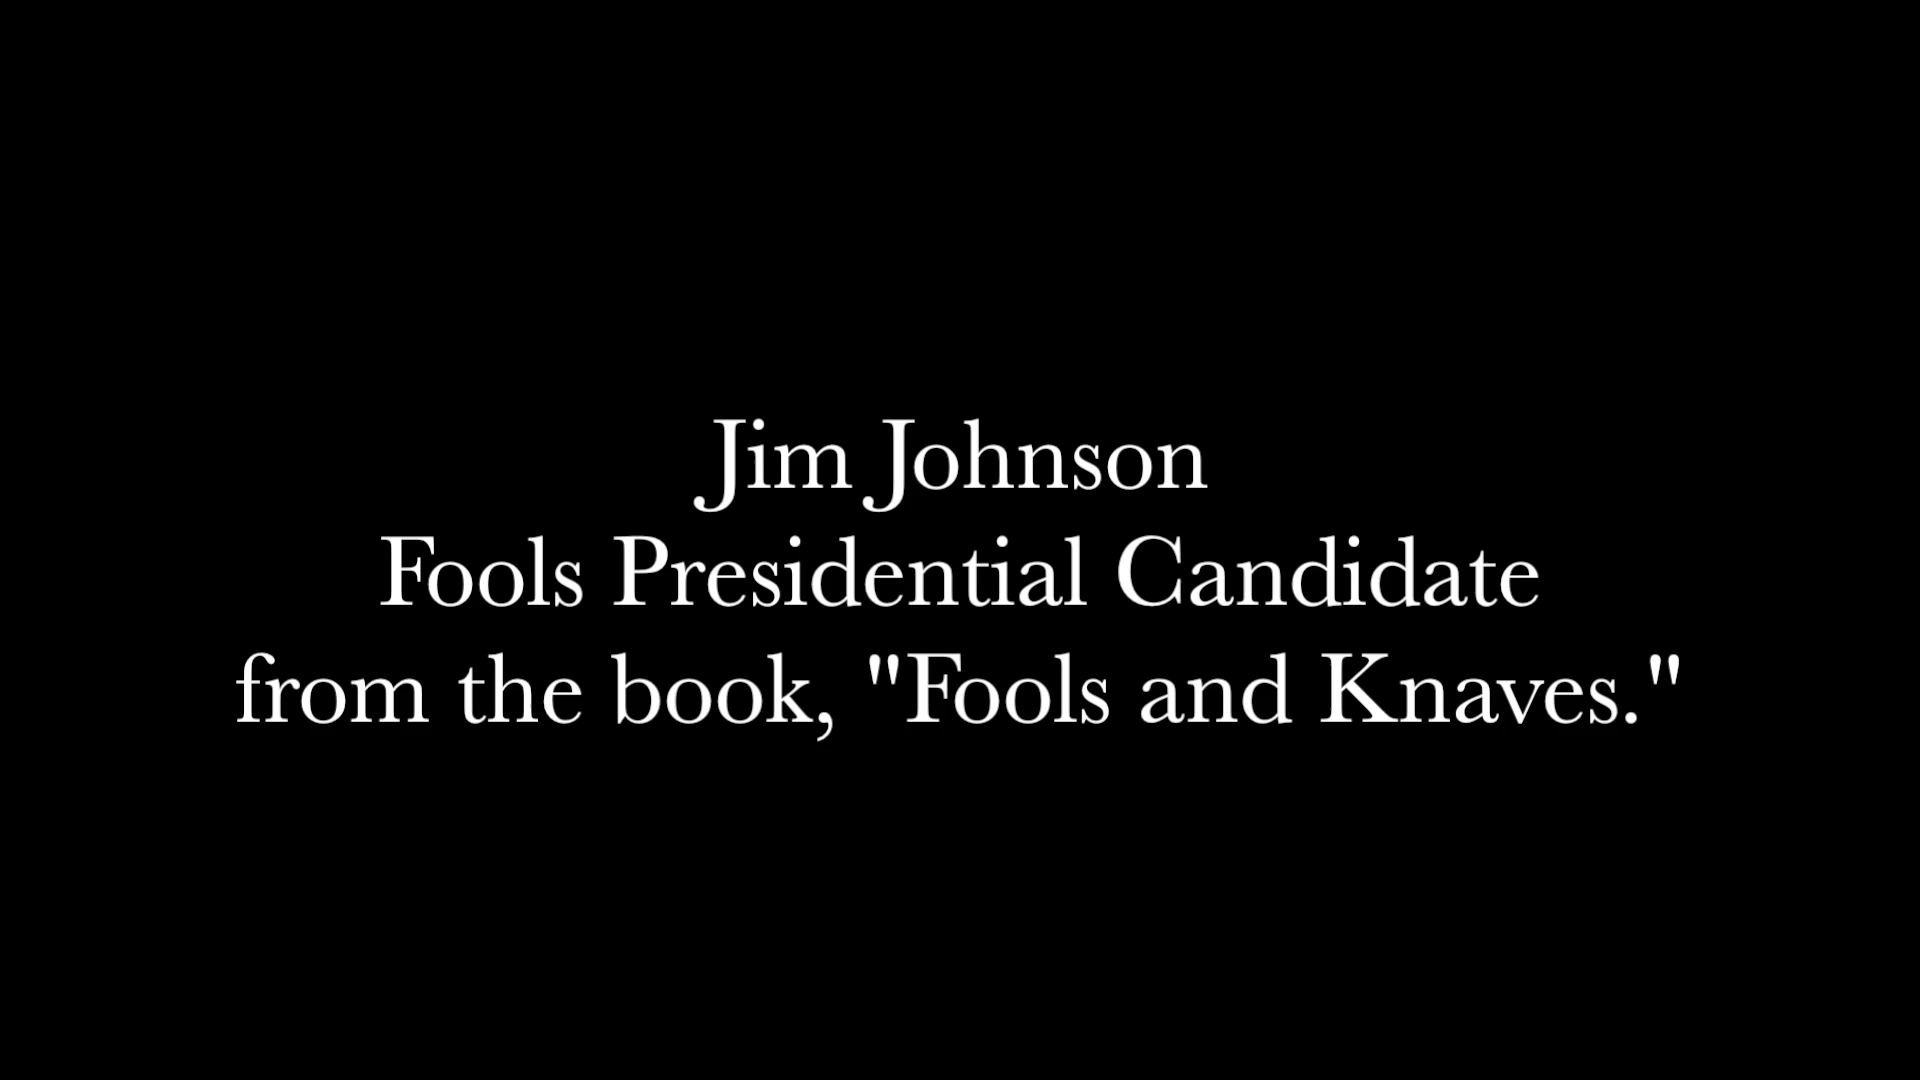 Jim Johnson
Fools Presidential Candidate
from the book, "Fools and Knaves."